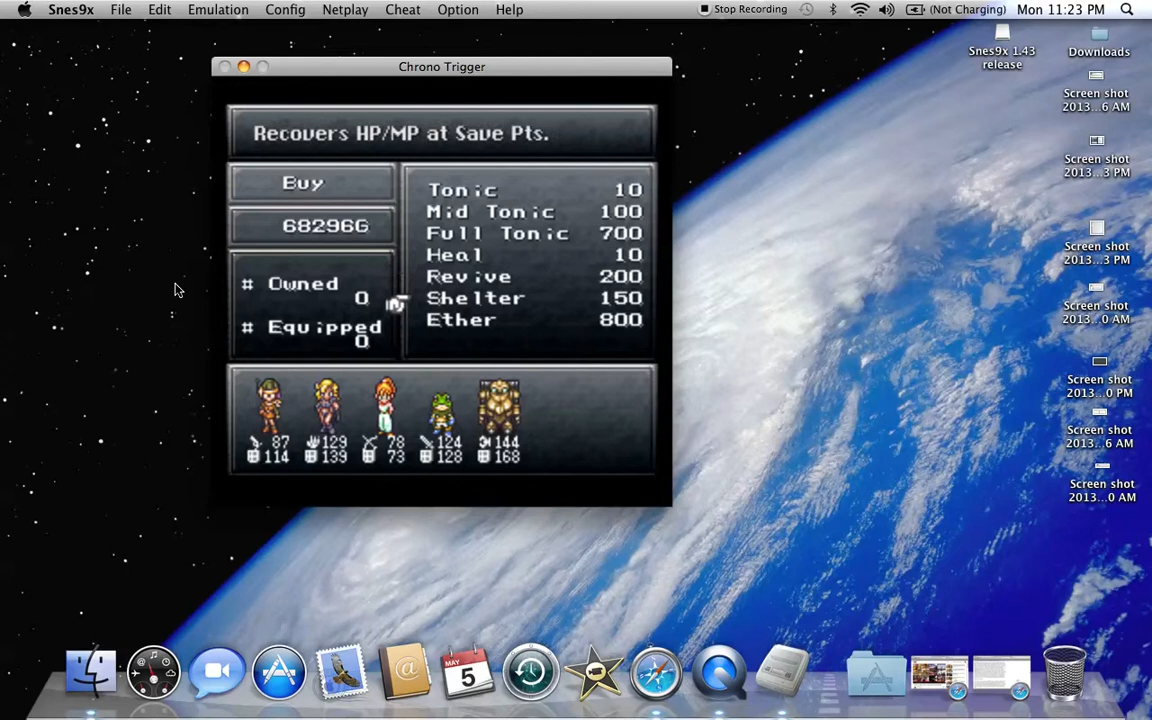 Snes9x File Edit Emulation Config Netplay Cheat Option Help Stop Recording (Not Charging) Mon 11:23 PM
Snes9x 1.43 release
Downloads
Screen shot 2013...6 AM
Screen shot 2013...3 PM
Screen shot 2013...3 PM
Screen shot 2013...0 AM
Screen shot 2013...0 PM
Screen shot 2013...6 AM
Screen shot 2013...0 AM
Chrono Trigger
Recovers HP/MP at Save Pts.
Buy
68296G
# Owned
0
# Equipped
0
Tonic 10
Mid Tonic 100
Full Tonic 700
Heal 10
Revive 200
Shelter 150
Ether 800
87 129 78 124 144
114 139 73 128 168
MAY
5